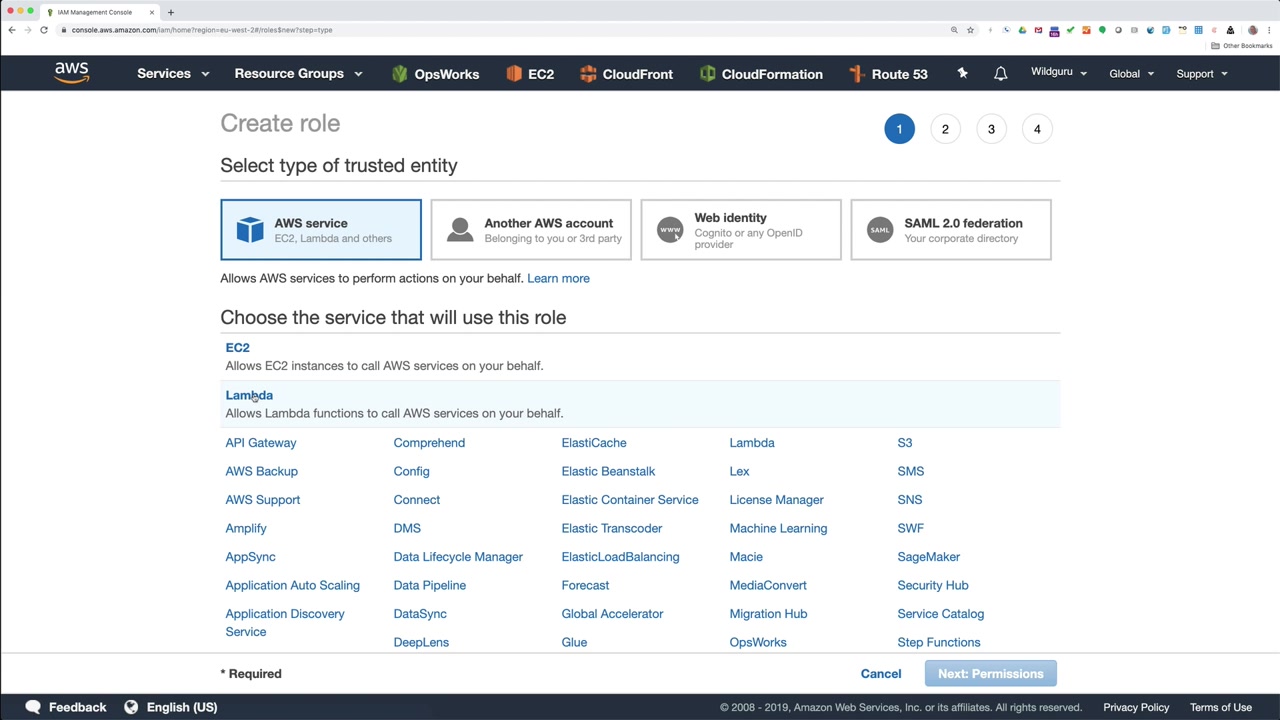 IAM Management Console
console.aws.amazon.com/iam/home?region=eu-west-2#/roles$new?step=type
Other Bookmarks
aws
Services
Resource Groups
OpsWorks
EC2
CloudFront
CloudFormation
Route 53
Wildguru
Global
Support
Create role
1
2
3
4
Select type of trusted entity
AWS service
EC2, Lambda and others
Another AWS account
Belonging to you or 3rd party
WWW
Web identity
Cognito or any OpenID
provider
SAML
SAML 2.0 federation
Your corporate directory
Allows AWS services to perform actions on your behalf. Learn more
Choose the service that will use this role
EC2
Allows EC2 instances to call AWS services on your behalf.
Lambda
Allows Lambda functions to call AWS services on your behalf.
API Gateway
Comprehend
ElastiCache
Lambda
S3
AWS Backup
Config
Elastic Beanstalk
Lex
SMS
AWS Support
Connect
Elastic Container Service
License Manager
SNS
Amplify
DMS
Elastic Transcoder
Machine Learning
SWF
AppSync
Data Lifecycle Manager
ElasticLoadBalancing
Macie
SageMaker
Application Auto Scaling
Data Pipeline
Forecast
MediaConvert
Security Hub
Application Discovery
Service
DataSync
Global Accelerator
Migration Hub
Service Catalog
DeepLens
Glue
OpsWorks
Step Functions
* Required
Cancel
Next: Permissions
Feedback
English (US)
© 2008 - 2019, Amazon Web Services, Inc. or its affiliates. All rights reserved.
Privacy Policy
Terms of Use